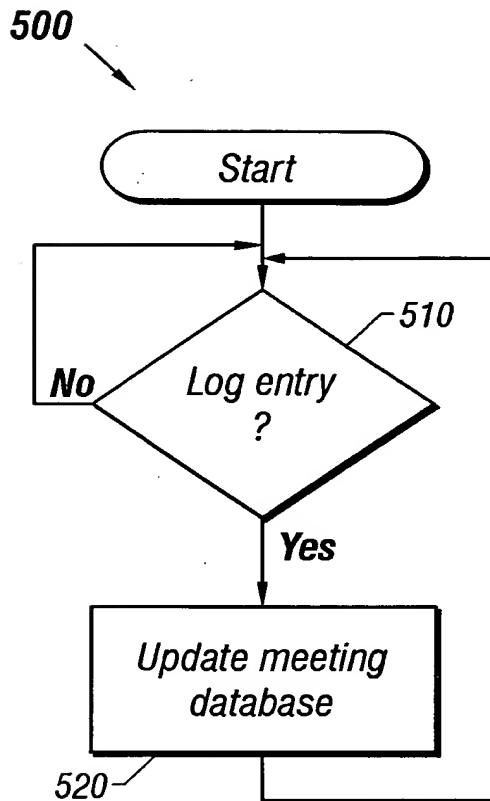 500
Start
510
Log entry
?
No
Yes
Update meeting
database
520